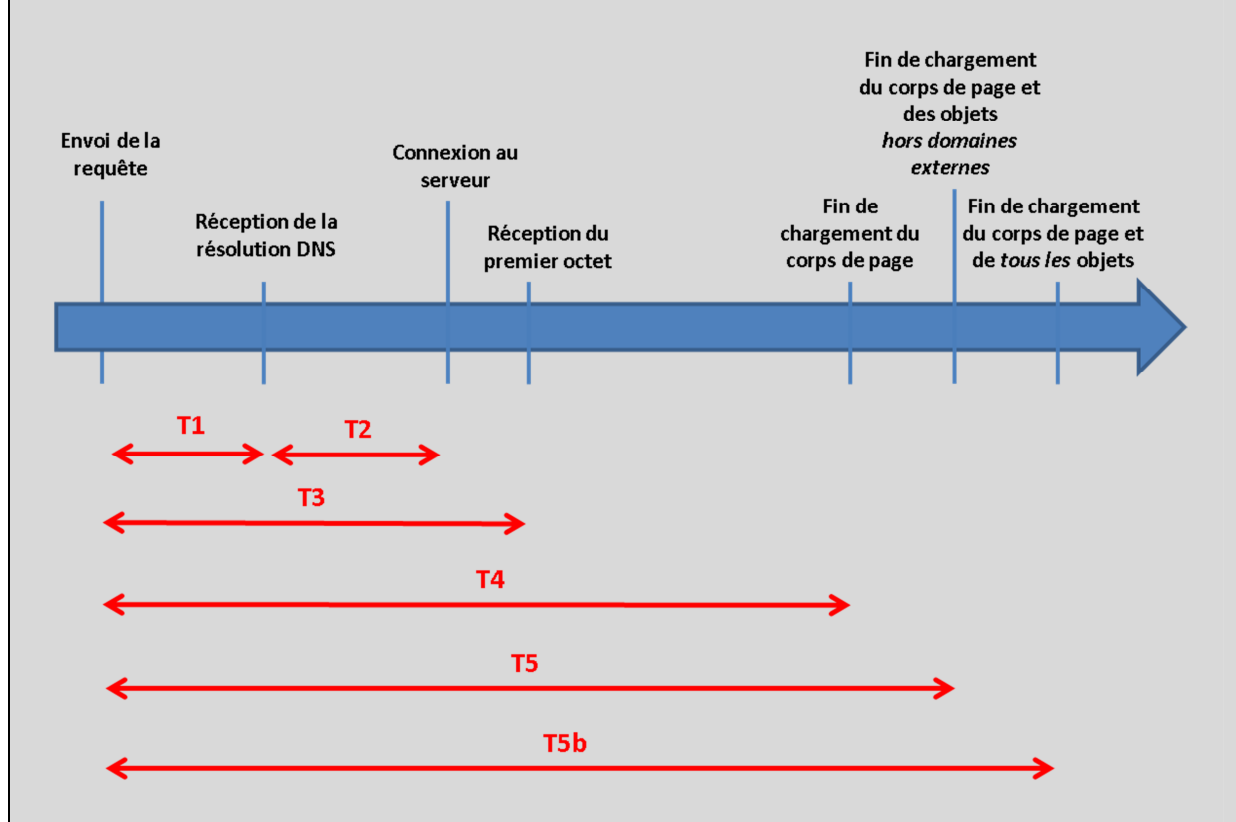 Envoi de la
requête
Réception de la
résolution DNS
Connexion au
serveur
Réception du
premier octet
Fin de
chargement du
corps de page
Fin de chargement
du corps de page et
des objets
hors domaines
externes
Fin de chargement
du corps de page et
de tous les objets
T1
T2
T3
T4
T5
T5b